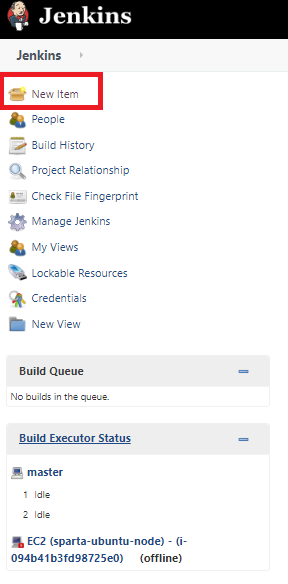 Jenkins
Jenkins
New Item
People
Build History
Project Relationship
Check File Fingerprint
Manage Jenkins
My Views
Lockable Resources
Credentials
New View
Build Queue
No builds in the queue.
Build Executor Status
master
1 Idle
2 Idle
EC2 (sparta-ubuntu-node) - (i-
094b41b3fd98725e0) (offline)